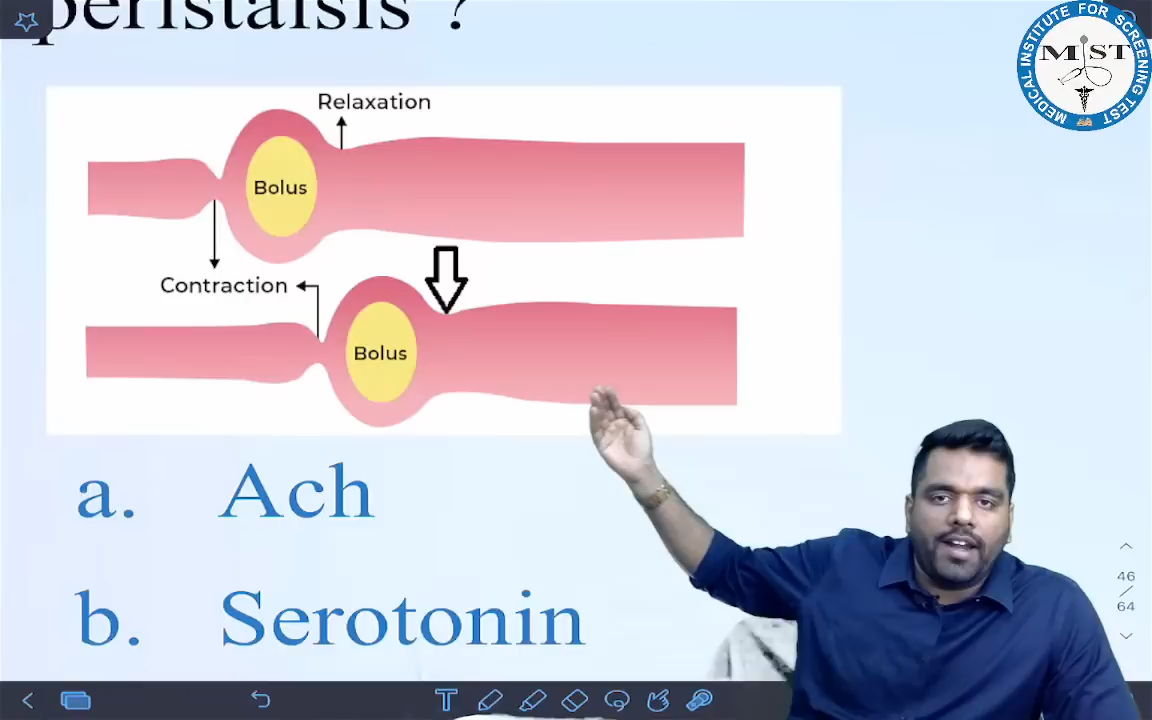 peristalsis ?
MEDICAL INSTITUTE FOR SCREENING TEST
MIST
Relaxation
Bolus
Contraction
Bolus
a. Ach
b. Serotonin
46
/
64
T